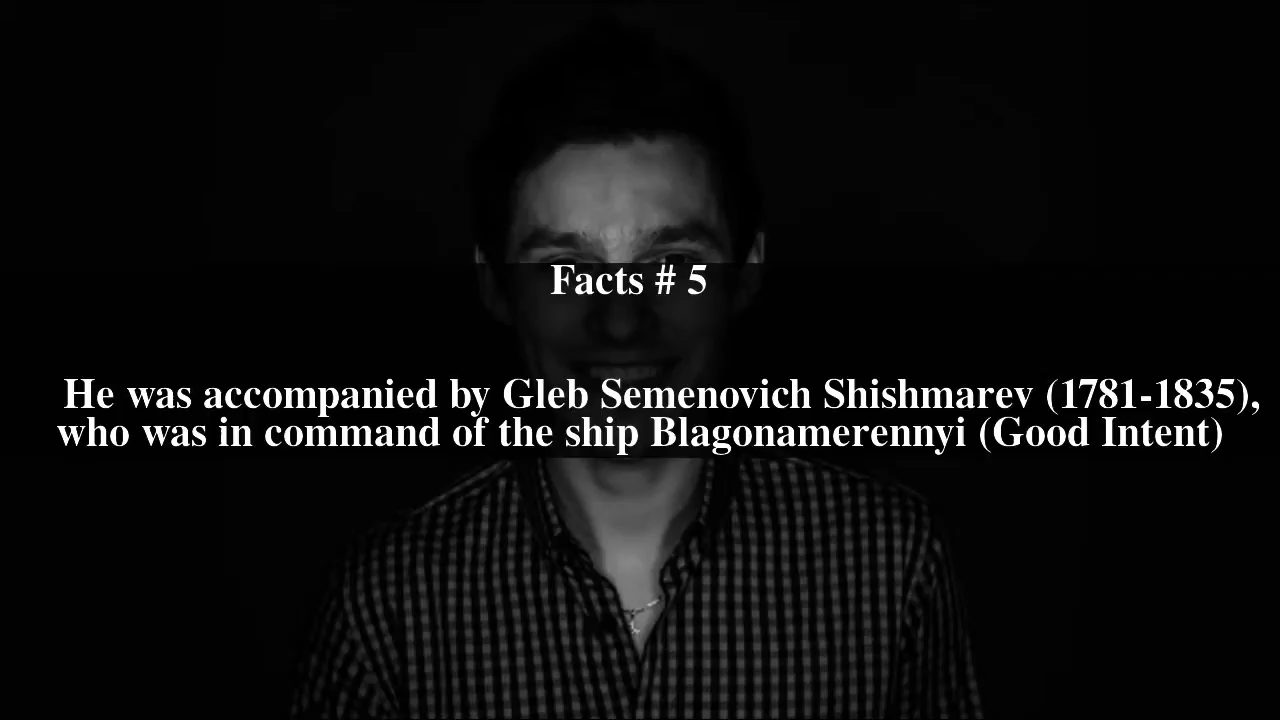 Facts # 5
He was accompanied by Gleb Semenovich Shishmarev (1781-1835),
who was in command of the ship Blagonamerennyi (Good Intent)